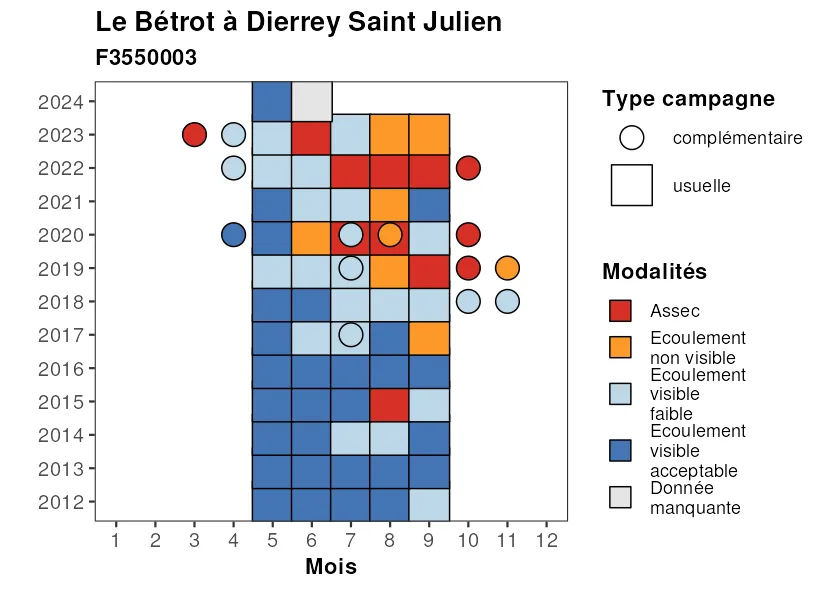 Le Bétrot à Dierrey Saint Julien
F3550003
2024
2023
2022
2021
2020
2019
2018
2017
2016
2015
2014
2013
2012
1 2 3 4 5 6 7 8 9 10 11 12
Mois
Type campagne
complémentaire
usuelle
Modalités
Assec
Ecoulement
non visible
Ecoulement
visible
faible
Ecoulement
visible
acceptable
Donnée
manquante